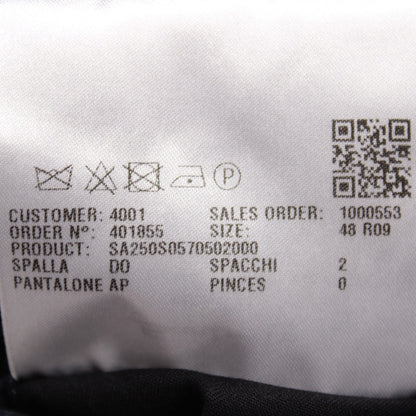 P
CUSTOMER: 4001 SALES ORDER: 1000553
ORDER Nº: 401855 SIZE: 48 R09
PRODUCT: SA250S0570502000
SPALLA DO SPACCHI 2
PANTALONE AP PINCES 0